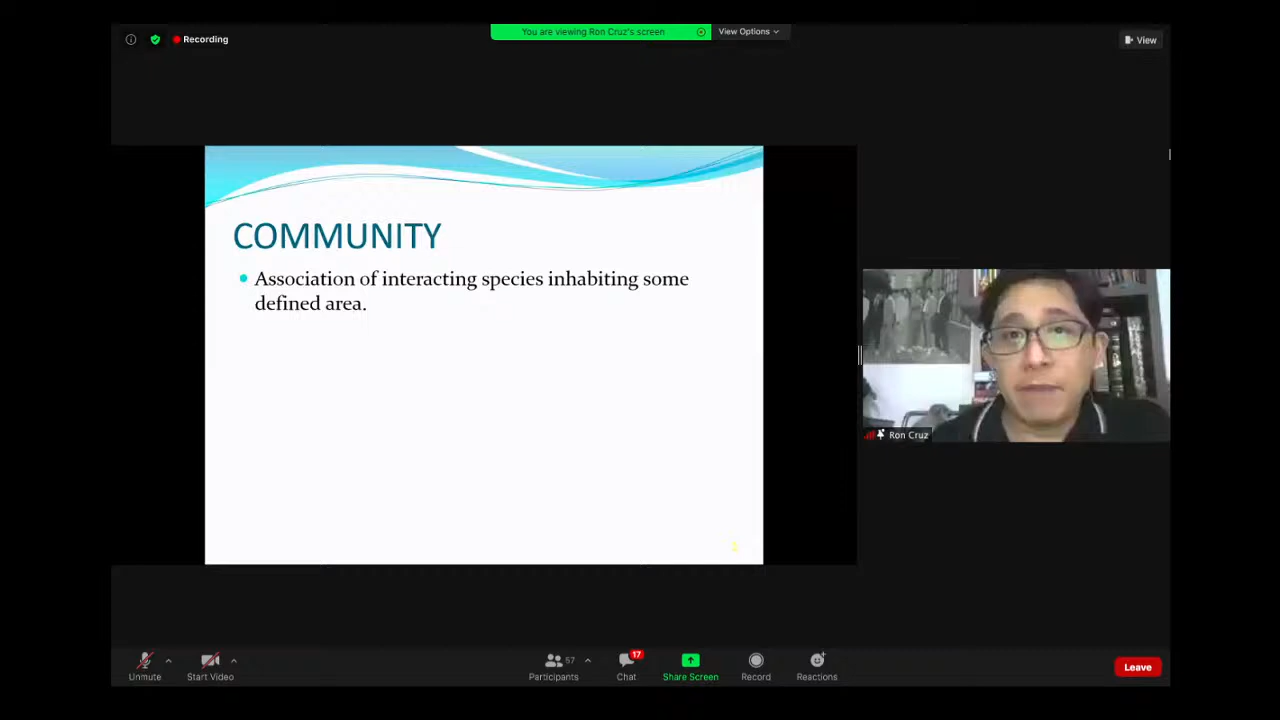 Recording
You are viewing Ron Cruz's screen
View Options
View
COMMUNITY
Association of interacting species inhabiting some
defined area.
Ron Cruz
Unmute
Start Video
57
Participants
17
Chat
Share Screen
Record
Reactions
Leave